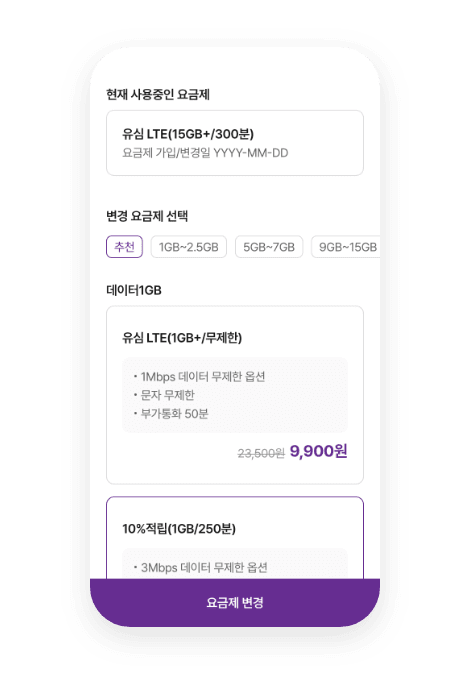 현재 사용중인 요금제
유심 LTE(15GB+/300분)
요금제 가입/변경일 YYYY-MM-DD
변경 요금제 선택
추천 1GB~2.5GB 5GB~7GB 9GB~15GB
데이터1GB
유심 LTE(1GB+/무제한)
• 1Mbps 데이터 무제한 옵션
• 문자 무제한
• 부가통화 50분
23,500원 9,900원
10%적립(1GB/250분)
• 3Mbps 데이터 무제한 옵션
요금제 변경